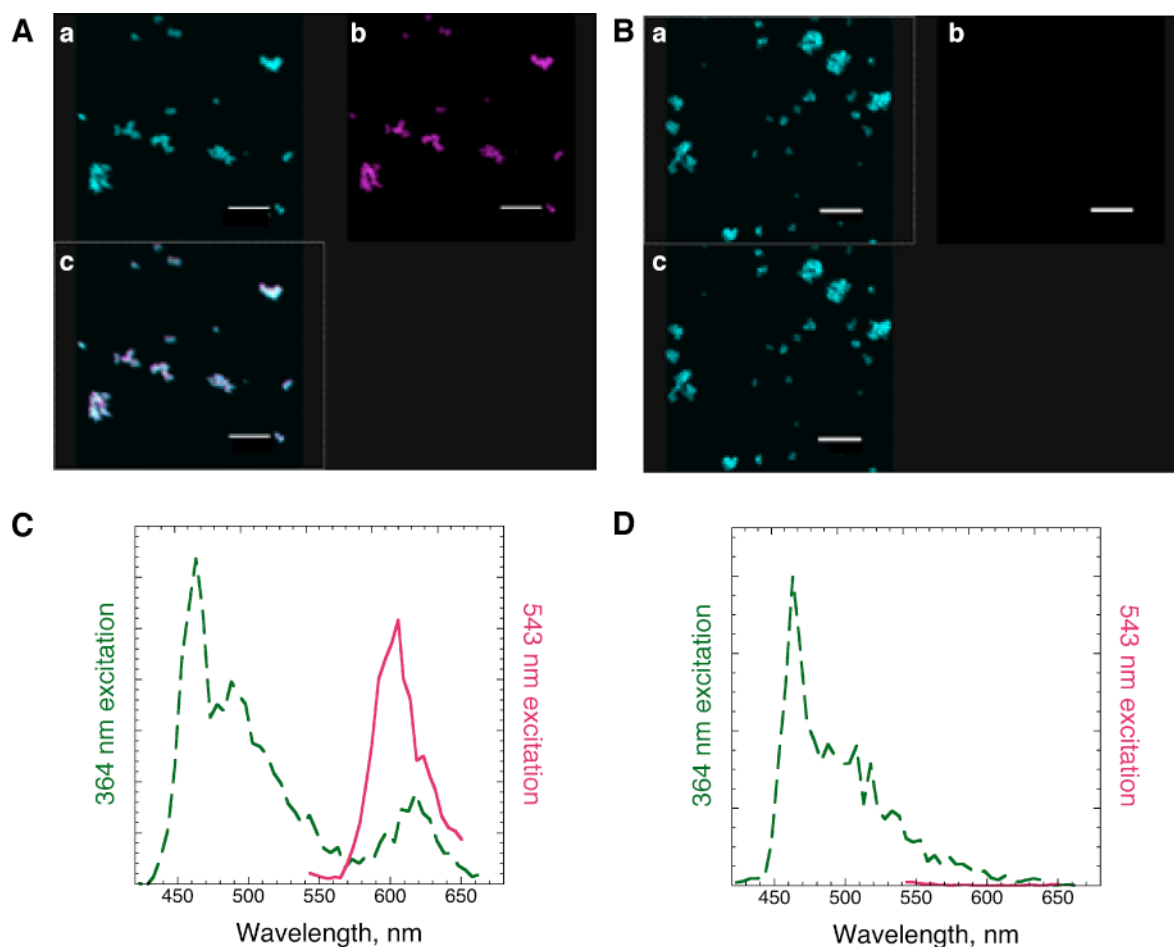 A
a
b
c
B
a
b
c
C
364 nm excitation
543 nm excitation
450 500 550 600 650
Wavelength, nm
D
364 nm excitation
543 nm excitation
450 500 550 600 650
Wavelength, nm